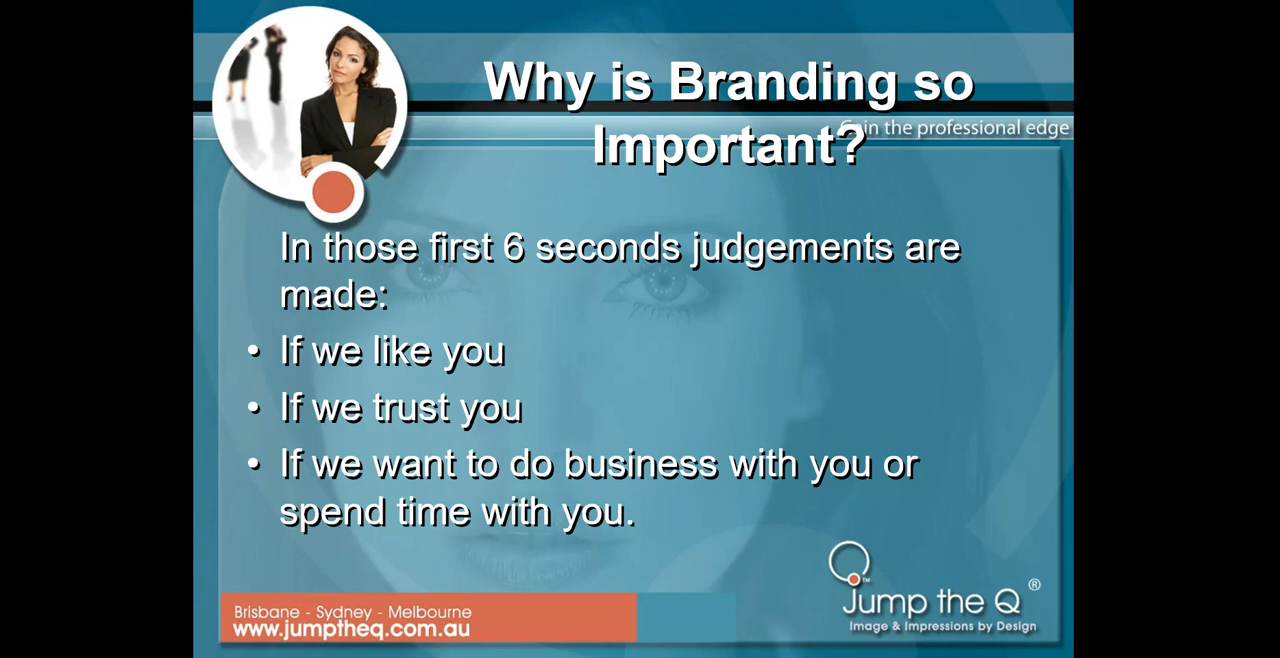 Why is Branding so
Important?
Gain the professional edge
In those first 6 seconds judgements are
made:
• If we like you
• If we trust you
• If we want to do business with you or
spend time with you.
Brisbane - Sydney - Melbourne
www.jumptheq.com.au
Q™
Jump the Q®
Image & Impressions by Design